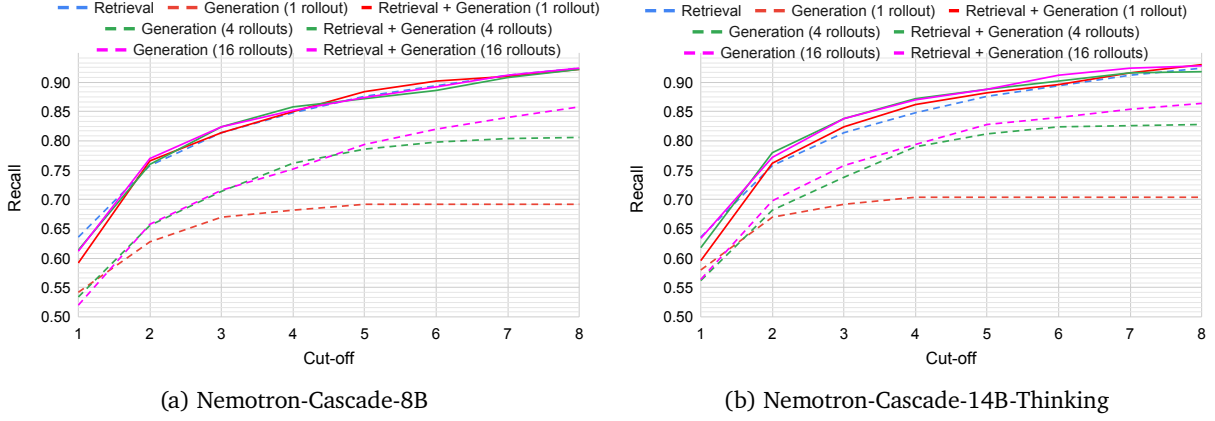 Retrieval Generation (1 rollout) Retrieval + Generation (1 rollout)
Generation (4 rollouts) Retrieval + Generation (4 rollouts)
Generation (16 rollouts) Retrieval + Generation (16 rollouts)
Recall
0.90
0.85
0.80
0.75
0.70
0.65
0.60
0.55
0.50
1 2 3 4 5 6 7 8
Cut-off
(a) Nemotron-Cascade-8B
Retrieval Generation (1 rollout) Retrieval + Generation (1 rollout)
Generation (4 rollouts) Retrieval + Generation (4 rollouts)
Generation (16 rollouts) Retrieval + Generation (16 rollouts)
Recall
0.90
0.85
0.80
0.75
0.70
0.65
0.60
0.55
0.50
1 2 3 4 5 6 7 8
Cut-off
(b) Nemotron-Cascade-14B-Thinking